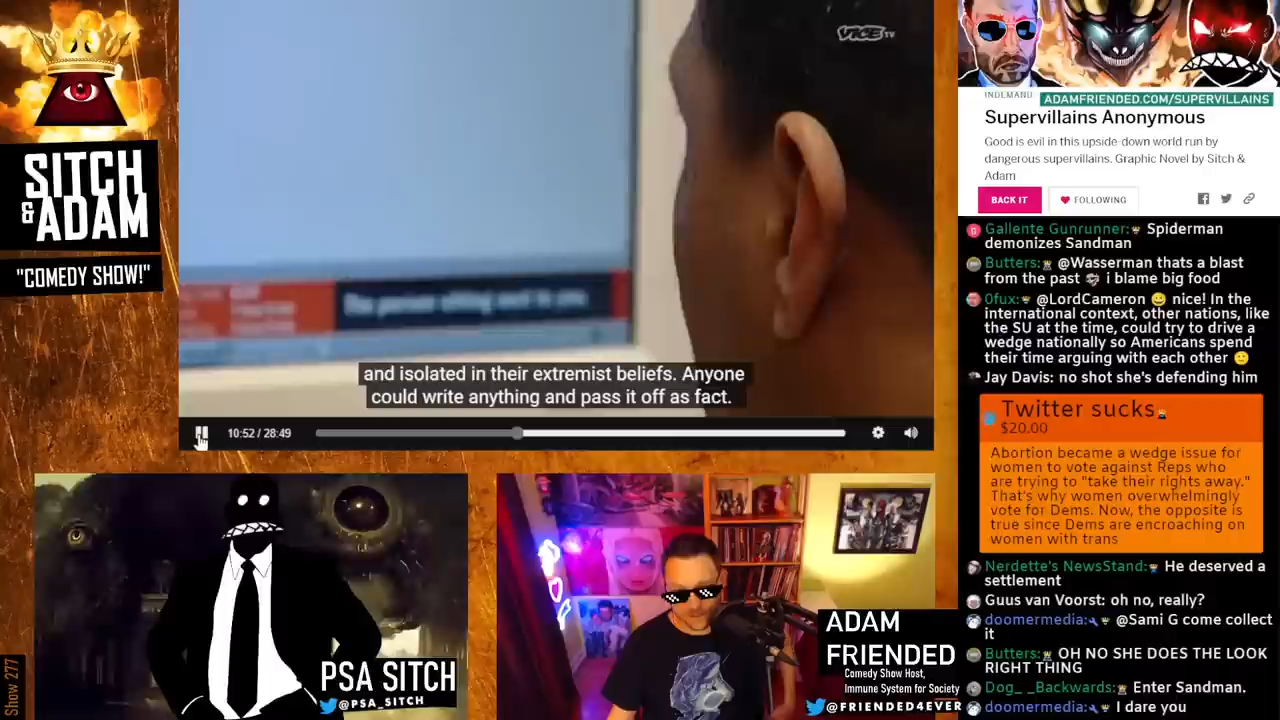 SITCH
& ADAM
"COMEDY SHOW!"
Show 277
VICE TV
and isolated in their extremist beliefs. Anyone
could write anything and pass it off as fact.
10:52 / 28:49
PSA SITCH
@PSA_SITCH
ADAM
FRIENDED
Comedy Show Host,
Immune System for Society
@FRIENDED4EVER
INDEMAND
ADAMFRIENDED.COM/SUPERVILLAINS
Supervillains Anonymous
Good is evil in this upside-down world run by
dangerous supervillains. Graphic Novel by Sitch &
Adam
BACK IT
FOLLOWING
Gallente Gunrunner: Spiderman
demonizes Sandman
Butters: @Wasserman thats a blast
from the past i blame big food
0fux: @LordCameron nice! In the
international context, other nations, like
the SU at the time, could try to drive a
wedge nationally so Americans spend
their time arguing with each other
Jay Davis: no shot she's defending him
Twitter sucks
$20.00
Abortion became a wedge issue for
women to vote against Reps who
are trying to "take their rights away."
That's why women overwhelmingly
vote for Dems. Now, the opposite is
true since Dems are encroaching on
women with trans
Nerdette's NewsStand: He deserved a
settlement
Guus van Voorst: oh no, really?
doomermedia: @Sami G come collect
it
Butters: OH NO SHE DOES THE LOOK
RIGHT THING
Dog_ _Backwards: Enter Sandman.
doomermedia: I dare you